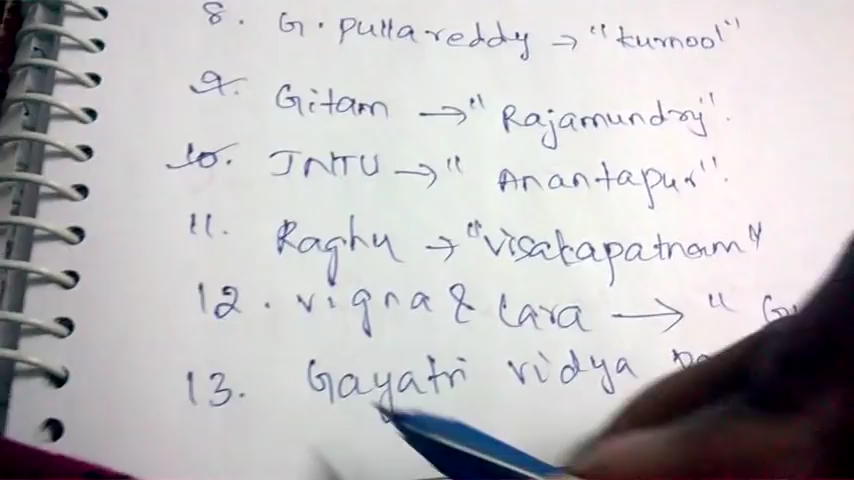 8. G. pullareddy → "kurnool"
9. Gitam → "Rajamundry".
10. JNTU → "Anantapur".
11. Raghu → "visakapatnam"
12. vigna & Lara → "G
13. Gayatri vidya